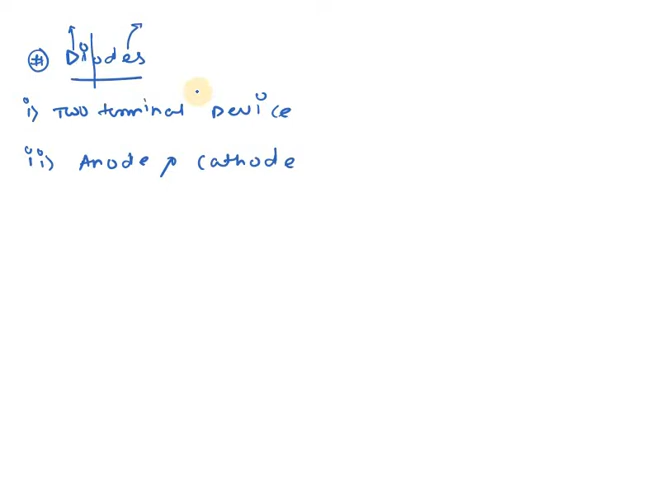 # Diodes
i) Two terminal Device
ii) Anode, Cathode